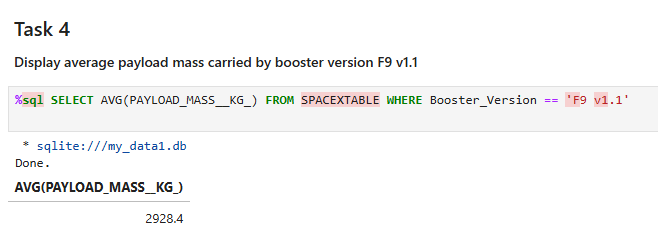 Task 4
Display average payload mass carried by booster version F9 v1.1
%sql SELECT AVG(PAYLOAD_MASS__KG_) FROM SPACEXTABLE WHERE Booster_Version == 'F9 v1.1'
* sqlite:///my_data1.db
Done.
AVG(PAYLOAD_MASS__KG_)
2928.4